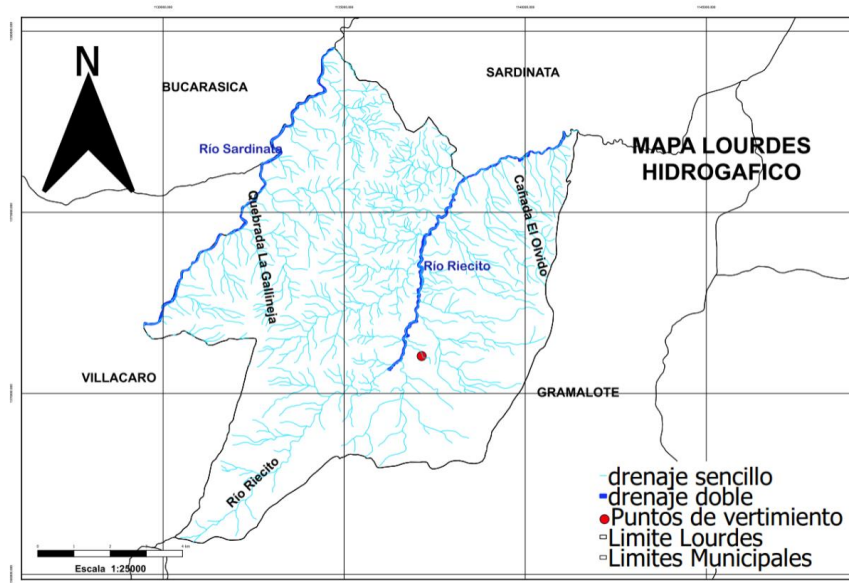 N
BUCARASICA
SARDINATA
MAPA LOURDES
HIDROGAFICO
Río Sardinata
Quebrada La Gallineja
Cañada El Olvido
Río Riecito
VILLACARO
GRAMALOTE
Río Riecito
drenaje sencillo
drenaje doble
Puntos de vertimiento
Limite Lourdes
Limites Municipales
Escala 1:25000